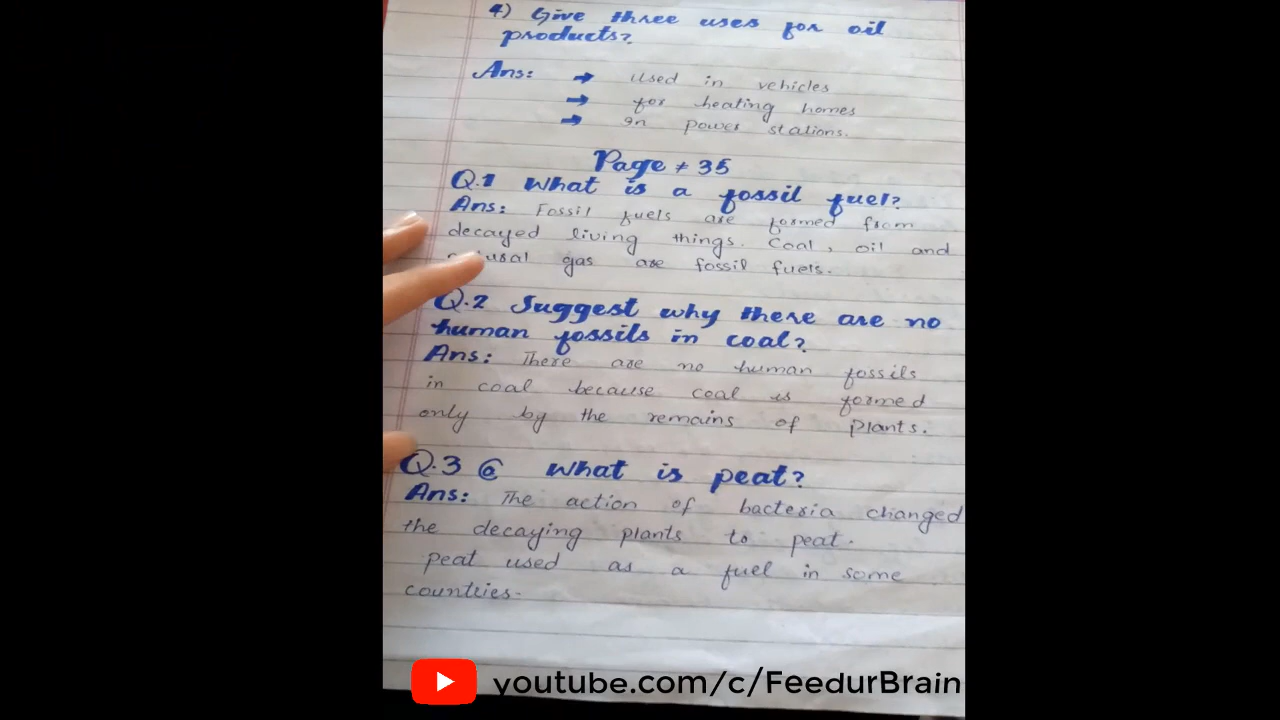 4) Give three uses for oil
products?
Ans: → used in vehicles
→ for heating homes
→ In power stations.
Page # 35
Q.1 What is a fossil fuel?
Ans: Fossil fuels are formed from
decayed living things. Coal, oil and
gas are fossil fuels.
Q.2 Suggest why there are no
human fossils in coal?
Ans: There are no human fossils
in coal because coal is formed
only by the remains of plants.
Q.3 @ What is peat?
Ans: The action of bacteria changed
the decaying plants to peat.
peat used as a fuel in some
countries.
youtube.com/c/FeedurBrain